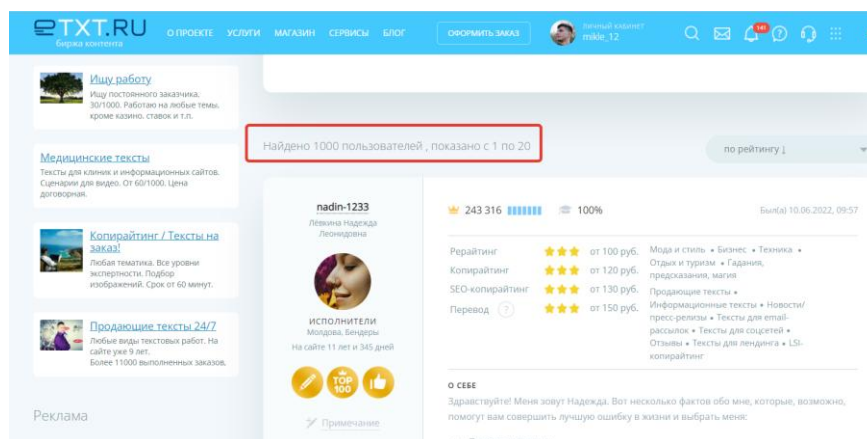 eTXT.RU
биржа контента
О ПРОЕКТЕ УСЛУГИ МАГАЗИН СЕРВИСЫ БЛОГ
ОФОРМИТЬ ЗАКАЗ
ЛИЧНЫЙ КАБИНЕТ
mikle_12
141
Ищу работу
Ищу постоянного заказчика,
30/1000. Работаю на любые темы,
кроме казино, ставок и т.п.
Медицинские тексты
Тексты для клиник и информационных сайтов.
Сценарии для видео. От 60/1000. Цена
договорная.
Копирайтинг / Тексты на
заказ!
Любая тематика. Все уровни
экспертности. Подбор
изображений. Срок от 60 минут.
Продающие тексты 24/7
Любые виды текстовых работ. На
сайте уже 9 лет.
Более 11000 выполненных заказов,
Реклама
Найдено 1000 пользователей , показано с 1 по 20
по рейтингу ↓
nadin-1233
Лёвкина Надежда
Леонидовна
ИСПОЛНИТЕЛИ
Молдова, Бендеры
На сайте 11 лет и 345 дней
TOP
100
Примечание
243 316
100%
Был(а) 10.06.2022, 09:57
Рерайтинг от 100 руб.
Копирайтинг от 120 руб.
SEO-копирайтинг от 130 руб.
Перевод ? от 150 руб.
Мода и стиль • Бизнес • Техника •
Отдых и туризм • Гадания,
предсказания, магия
Продающие тексты •
Информационные тексты • Новости/
пресс-релизы • Тексты для email-
рассылок • Тексты для соцсетей •
Отзывы • Тексты для лендинга • LSI-
копирайтинг
О СЕБЕ
Здравствуйте! Меня зовут Надежда. Вот несколько фактов обо мне, которые, возможно,
помогут вам совершить лучшую ошибку в жизни и выбрать меня: